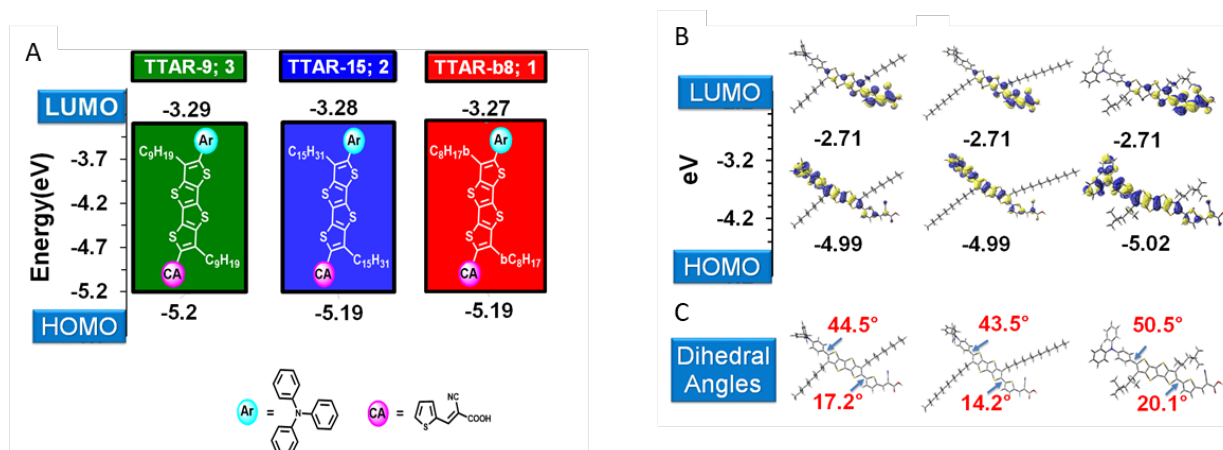 A
TTAR-9; 3
TTAR-15; 2
TTAR-b8; 1
LUMO
-3.29
-3.28
-3.27
Energy(eV)
-3.7
-4.2
-4.7
-5.2
Ar
C9H19
S
S
S
S
C9H19
CA
Ar
C15H31
S
S
S
S
C15H31
CA
Ar
C8H17b
S
S
S
S
bC8H17
CA
HOMO
-5.2
-5.19
-5.19
Ar =
N
CA =
S
NC
COOH
B
LUMO
-2.71
-2.71
-2.71
eV
-3.2
-4.2
HOMO
-4.99
-4.99
-5.02
C
Dihedral
Angles
44.5°
43.5°
50.5°
17.2°
14.2°
20.1°